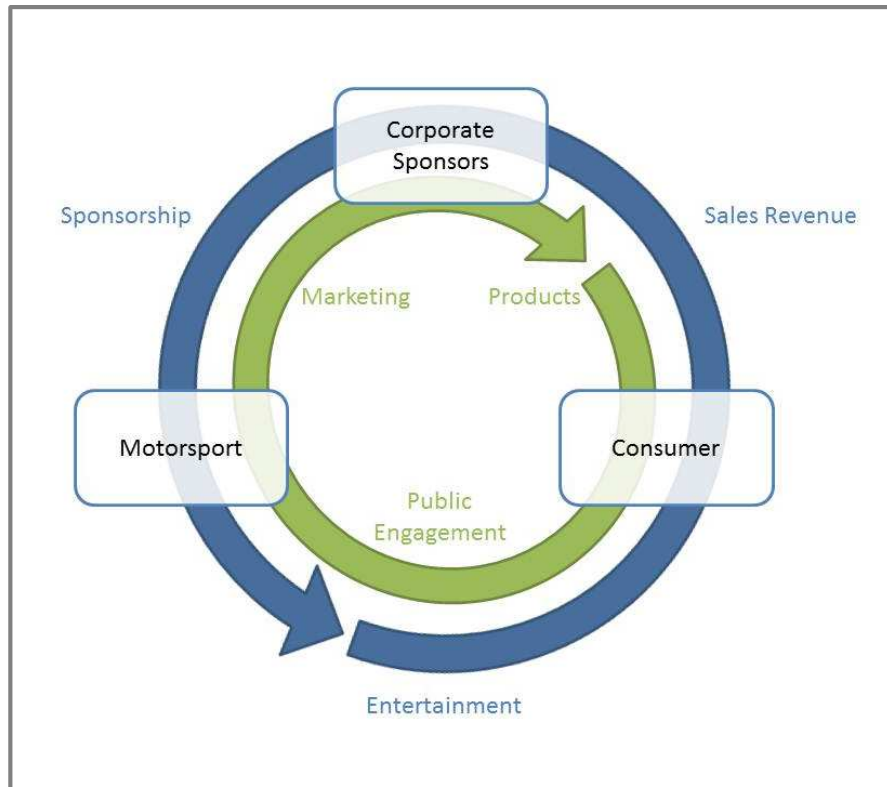 Corporate
Sponsors
Sponsorship
Sales Revenue
Marketing
Products
Motorsport
Consumer
Public
Engagement
Entertainment